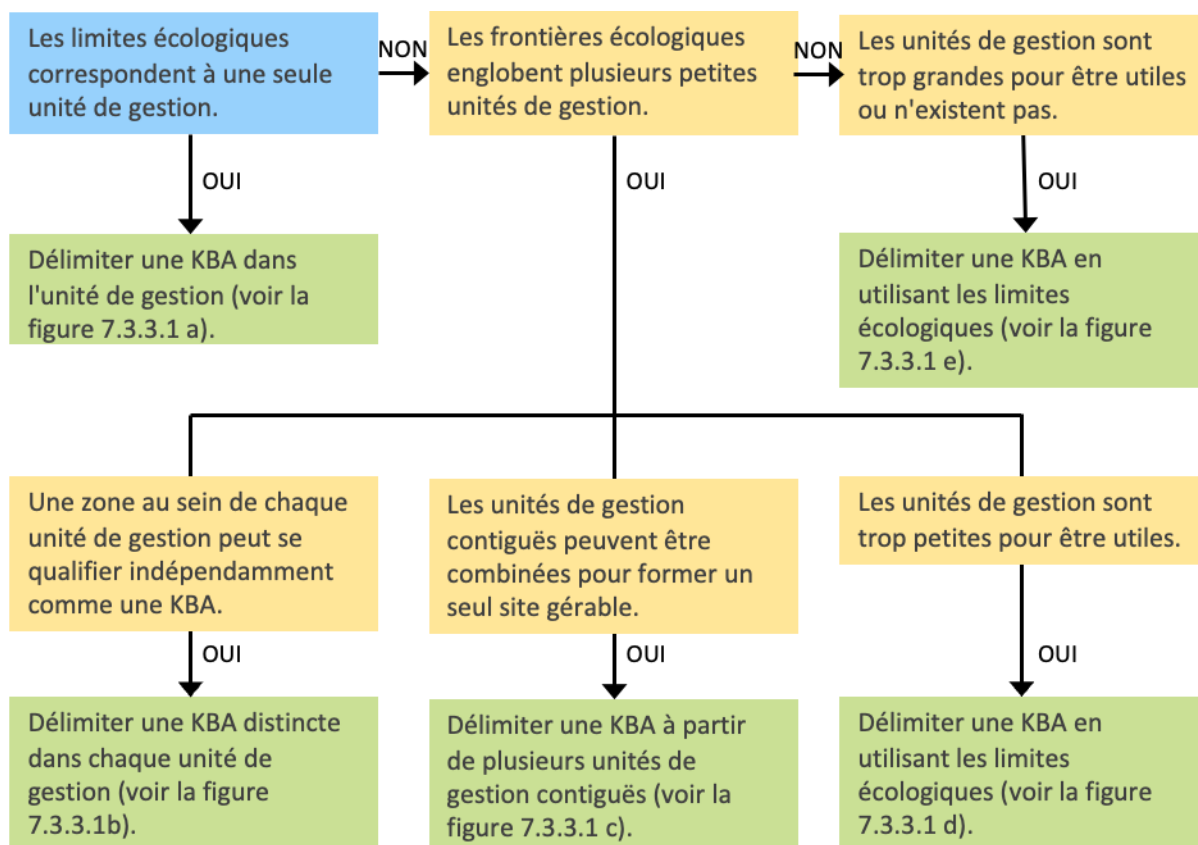 Les limites écologiques
correspondent à une seule
unité de gestion.
NON
Les frontières écologiques
englobent plusieurs petites
unités de gestion.
NON
Les unités de gestion sont
trop grandes pour être utiles
ou n'existent pas.
OUI
OUI
OUI
Délimiter une KBA dans
l'unité de gestion (voir la
figure 7.3.3.1 a).
Délimiter une KBA en
utilisant les limites
écologiques (voir la figure
7.3.3.1 e).
Une zone au sein de chaque
unité de gestion peut se
qualifier indépendamment
comme une KBA.
Les unités de gestion
contiguës peuvent être
combinées pour former un
seul site gérable.
Les unités de gestion sont
trop petites pour être utiles.
OUI
OUI
OUI
Délimiter une KBA distincte
dans chaque unité de
gestion (voir la figure
7.3.3.1b).
Délimiter une KBA à partir
de plusieurs unités de
gestion contiguës (voir la
figure 7.3.3.1 c).
Délimiter une KBA en
utilisant les limites
écologiques (voir la figure
7.3.3.1 d).